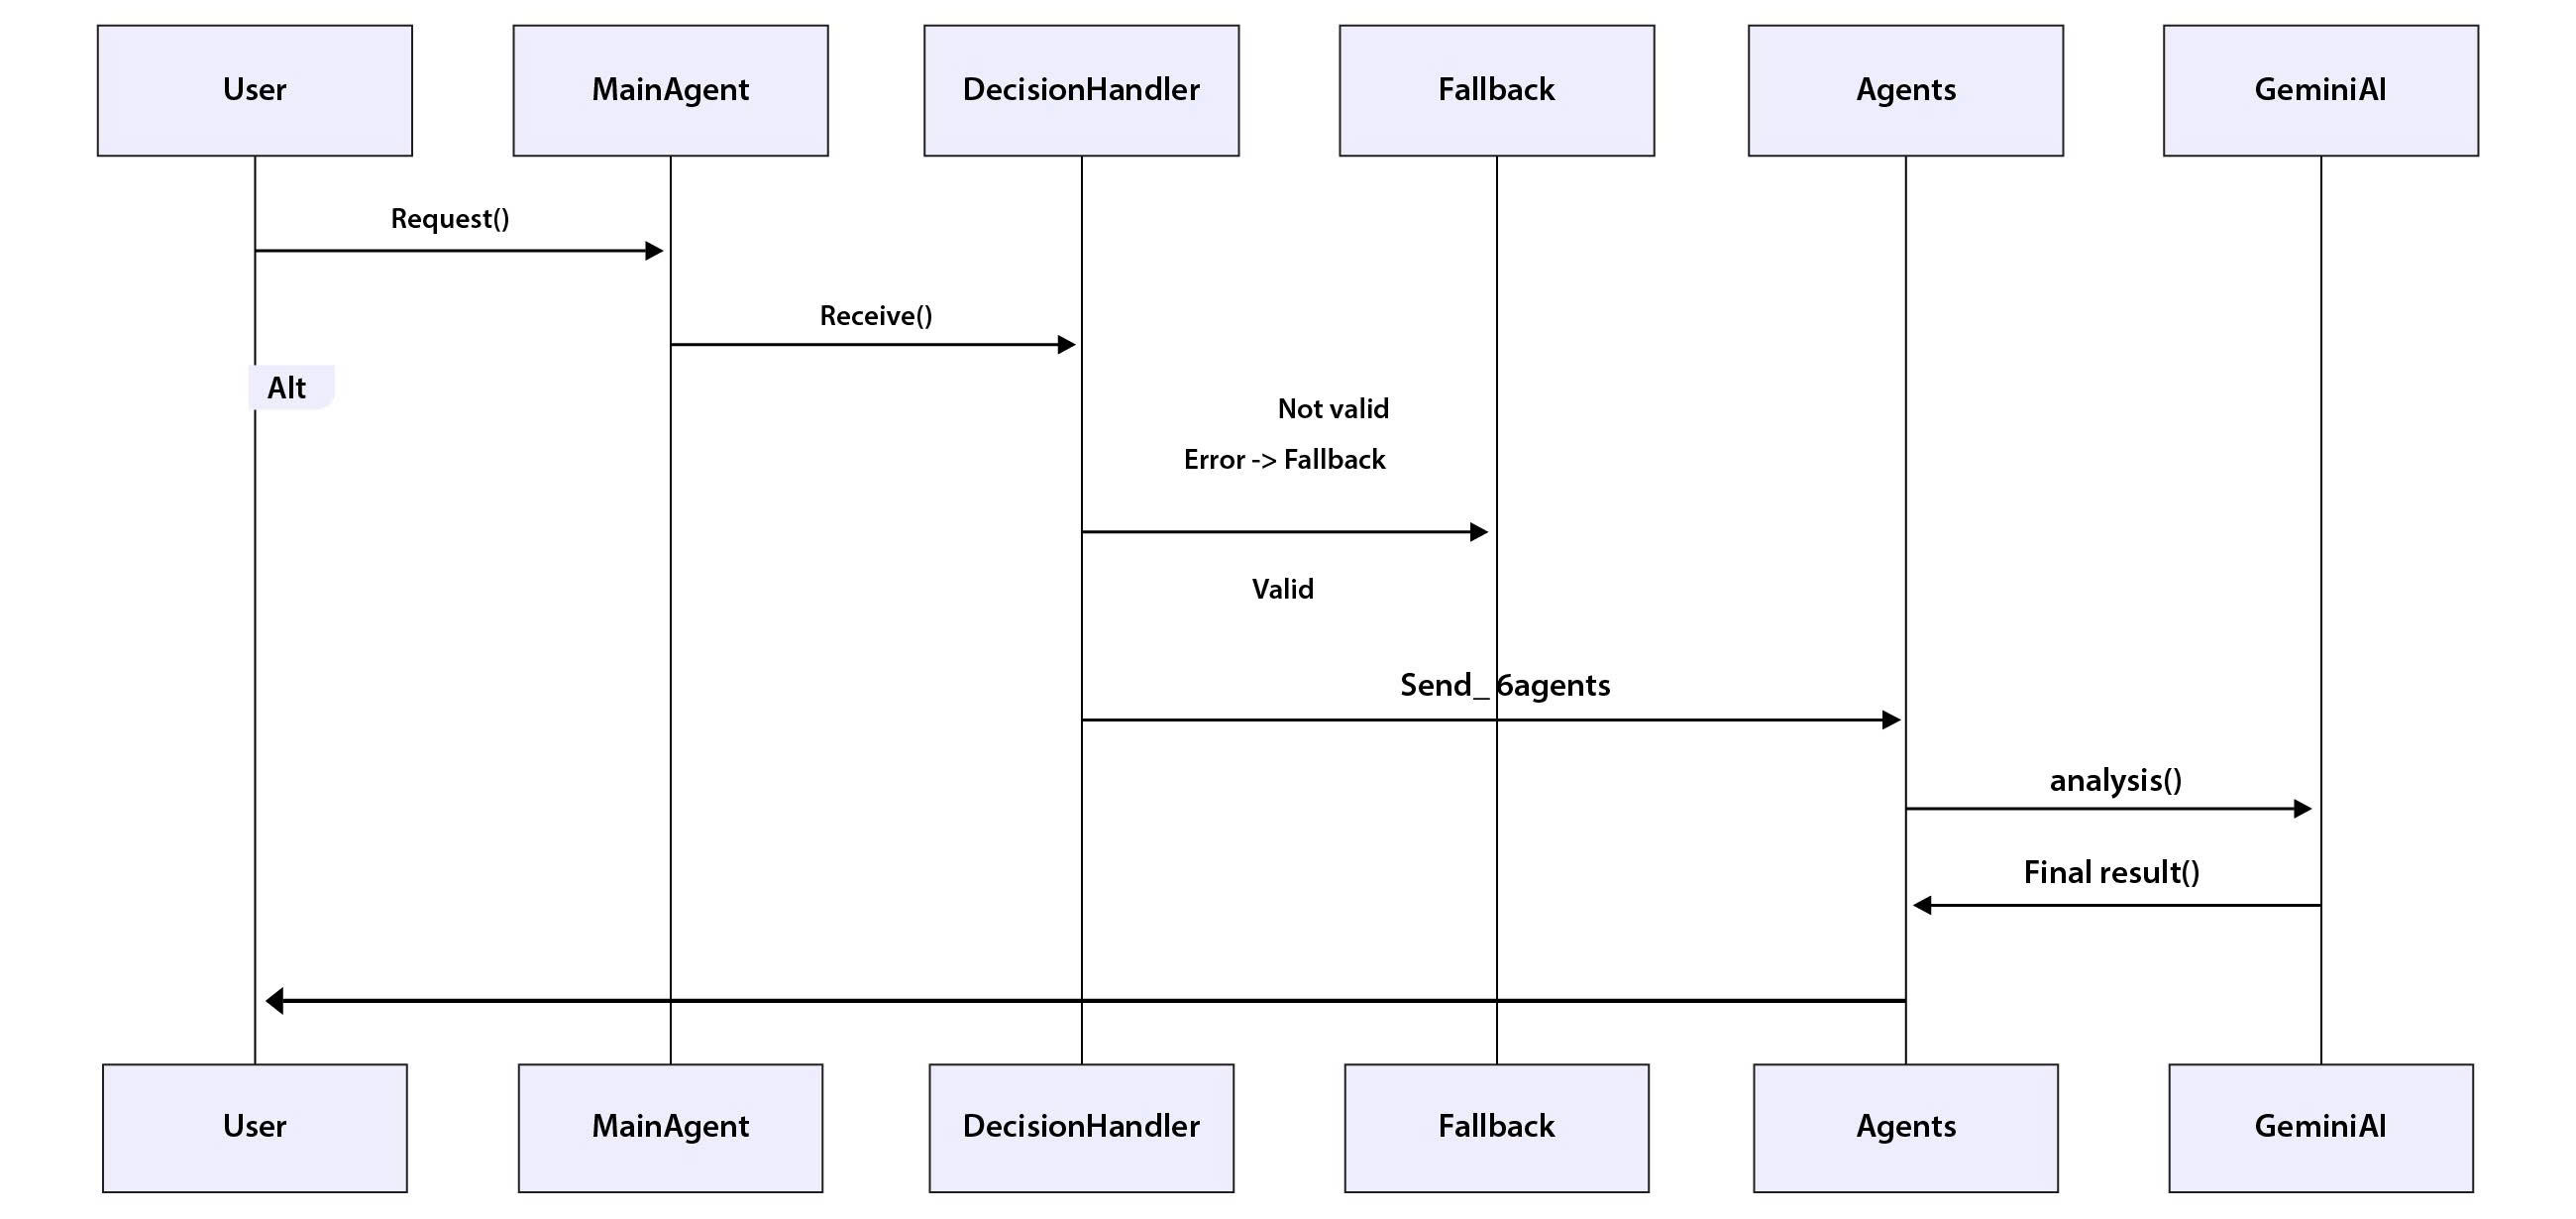 User
MainAgent
DecisionHandler
Fallback
Agents
GeminiAI
Request()
Receive()
Alt
Not valid
Error -> Fallback
Valid
Send_ 6agents
analysis()
Final result()
User
MainAgent
DecisionHandler
Fallback
Agents
GeminiAI